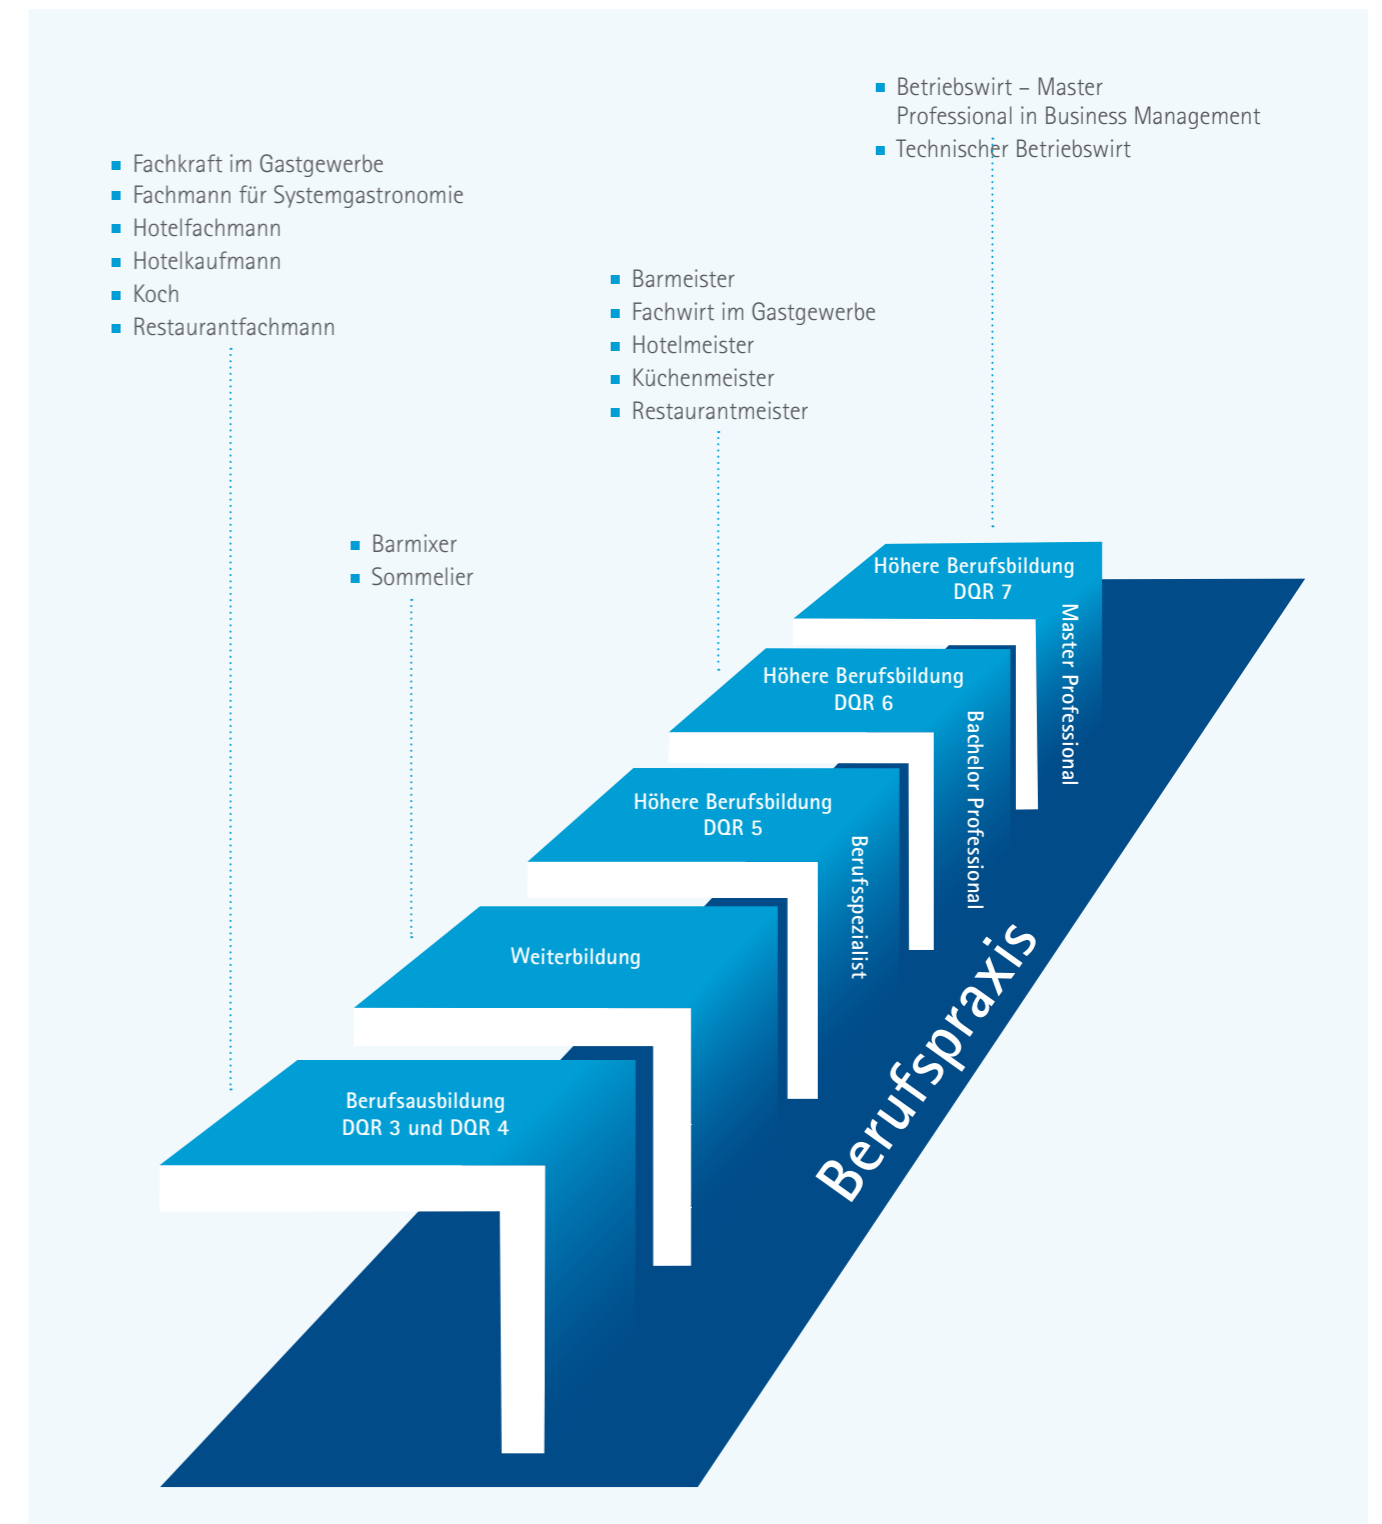 Betriebswirt – Master
Professional in Business Management
Technischer Betriebswirt
Fachkraft im Gastgewerbe
Fachmann für Systemgastronomie
Hotelfachmann
Hotelkaufmann
Koch
Restaurantfachmann
Barmeister
Fachwirt im Gastgewerbe
Hotelmeister
Küchenmeister
Restaurantmeister
Barmixer
Sommelier
Höhere Berufsbildung
DQR 7
Master Professional
Höhere Berufsbildung
DQR 6
Bachelor Professional
Höhere Berufsbildung
DQR 5
Berufsspezialist
Weiterbildung
Berufsausbildung
DQR 3 und DQR 4
Berufspraxis